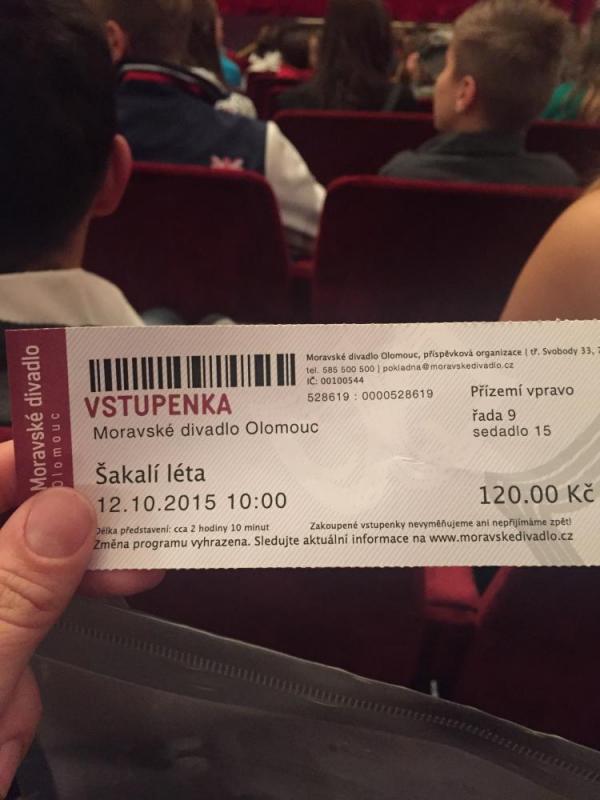 Moravské divadlo
Olomouc
Moravské divadlo Olomouc, příspěvková organizace | tř. Svobody 33, 7
tel. 585 500 500 | pokladna@moravskedivadlo.cz
IČ: 00100544
528619 : 0000528619
VSTUPENKA
Moravské divadlo Olomouc
Přízemí vpravo
řada 9
sedadlo 15
Šakalí léta
12.10.2015 10:00
120.00 Kč
Délka představení: cca 2 hodiny 10 minut
Zakoupené vstupenky nevyměňujeme ani nepřijímáme zpět!
Změna programu vyhrazena. Sledujte aktuální informace na www.moravskedivadlo.cz